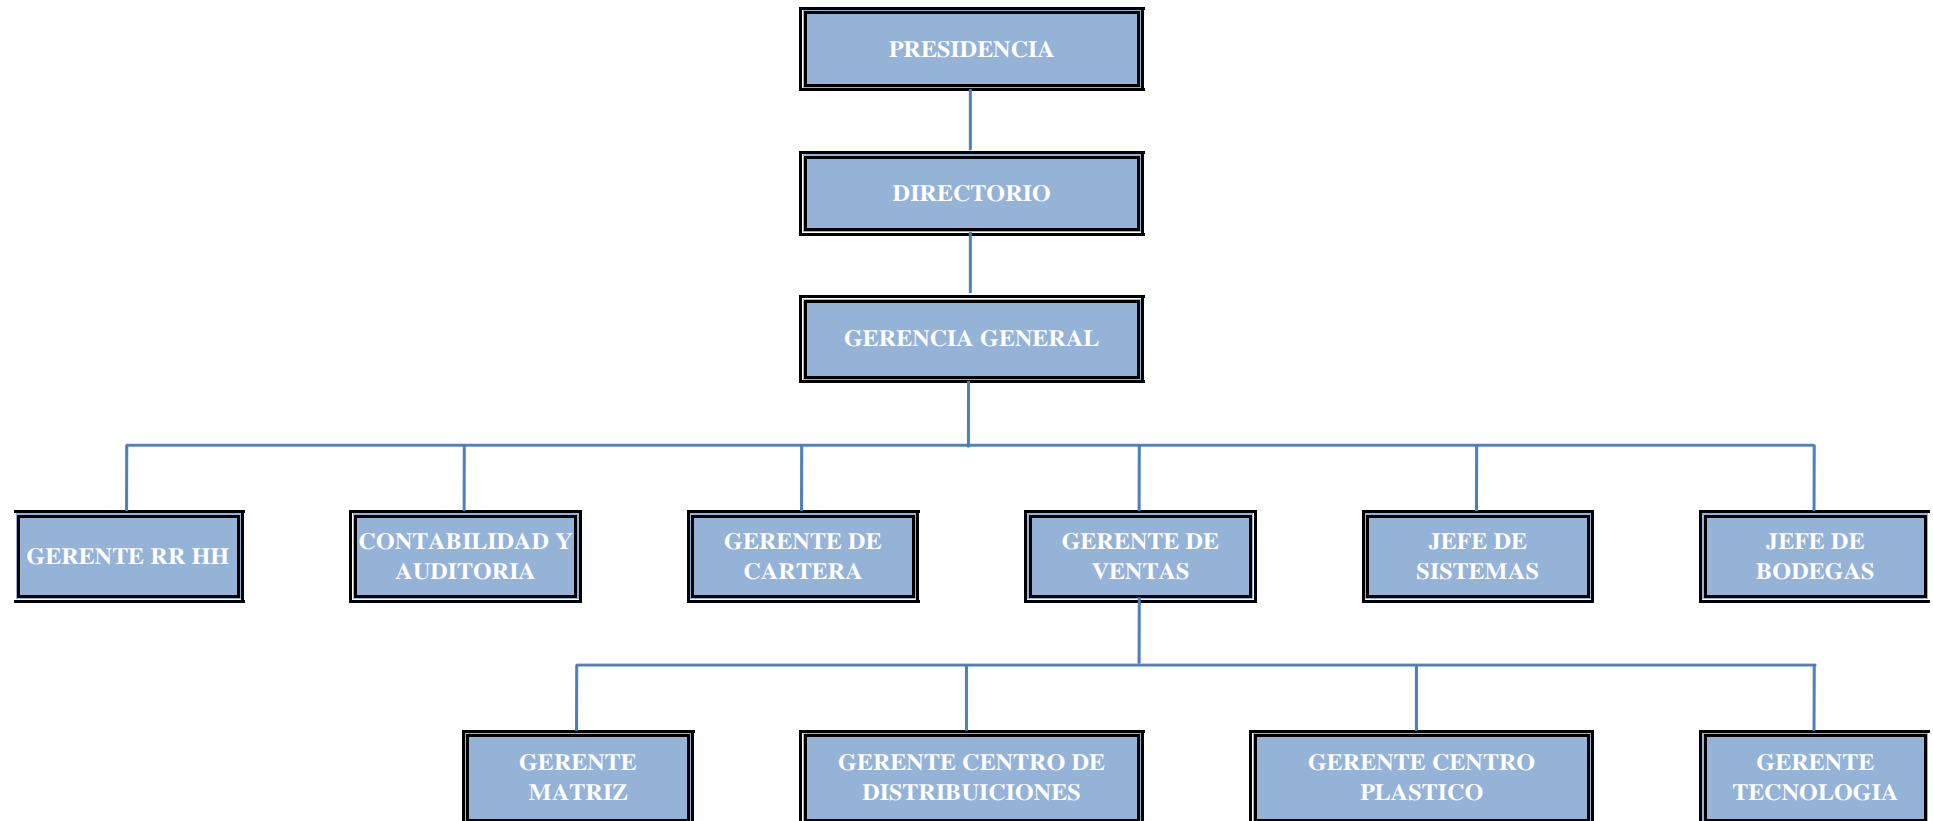 PRESIDENCIA
DIRECTORIO
GERENCIA GENERAL
GERENTE RR HH
CONTABILIDAD Y
AUDITORIA
GERENTE DE
CARTERA
GERENTE DE
VENTAS
JEFE DE
SISTEMAS
JEFE DE
BODEGAS
GERENTE
MATRIZ
GERENTE CENTRO DE
DISTRIBUICIONES
GERENTE CENTRO
PLASTICO
GERENTE
TECNOLOGIA